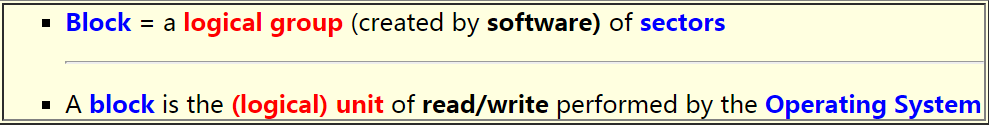 Block = a logical group (created by software) of sectors
A block is the (logical) unit of read/write performed by the Operating System